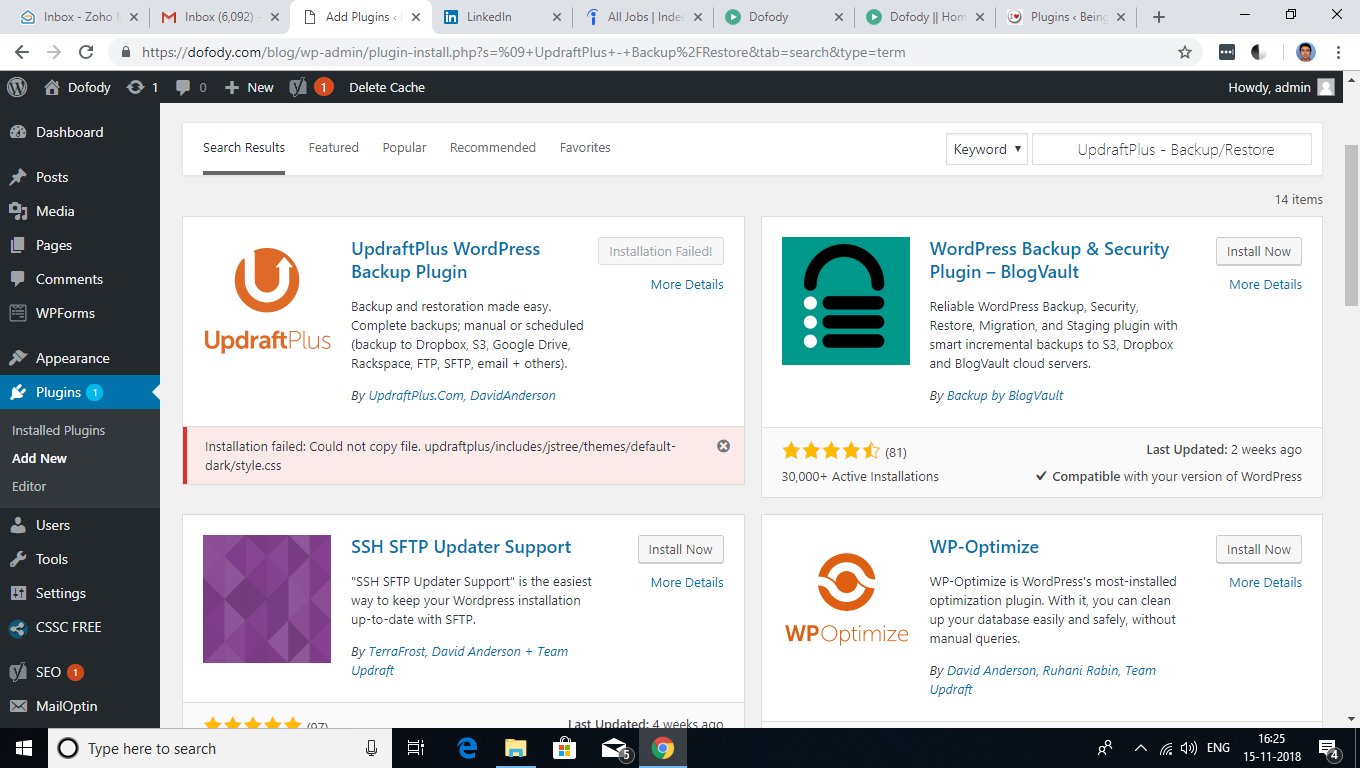 Inbox - Zoho M
Inbox (6,092) -
Add Plugins ‹
LinkedIn
All Jobs | Indee
Dofody
Dofody || Hom
Plugins ‹ Being
https://dofody.com/blog/wp-admin/plugin-install.php?s=%09+UpdraftPlus+-+Backup%2FRestore&tab=search&type=term
Dofody
1
0
New
1
Delete Cache
Howdy, admin
Dashboard
Posts
Media
Pages
Comments
WPForms
Appearance
Plugins 1
Installed Plugins
Add New
Editor
Users
Tools
Settings
CSSC FREE
SEO 1
MailOptin
Search Results
Featured
Popular
Recommended
Favorites
Keyword
UpdraftPlus - Backup/Restore
14 items
UpdraftPlus
UpdraftPlus WordPress
Backup Plugin
Installation Failed!
More Details
Backup and restoration made easy.
Complete backups; manual or scheduled
(backup to Dropbox, S3, Google Drive,
Rackspace, FTP, SFTP, email + others).
By UpdraftPlus.Com, DavidAnderson
Installation failed: Could not copy file. updraftplus/includes/jstree/themes/default-
dark/style.css
WordPress Backup & Security
Plugin – BlogVault
Install Now
More Details
Reliable WordPress Backup, Security,
Restore, Migration, and Staging plugin with
smart incremental backups to S3, Dropbox
and BlogVault cloud servers.
By Backup by BlogVault
(81)
Last Updated: 2 weeks ago
30,000+ Active Installations
Compatible with your version of WordPress
SSH SFTP Updater Support
Install Now
More Details
"SSH SFTP Updater Support" is the easiest
way to keep your Wordpress installation
up-to-date with SFTP.
By TerraFrost, David Anderson + Team
Updraft
(97)
Last Updated: 4 weeks ago
WPOptimize
WP-Optimize
Install Now
More Details
WP-Optimize is WordPress's most-installed
optimization plugin. With it, you can clean
up your database easily and safely, without
manual queries.
By David Anderson, Ruhani Rabin, Team
Updraft
Type here to search
5
ENG
16:25
15-11-2018
4